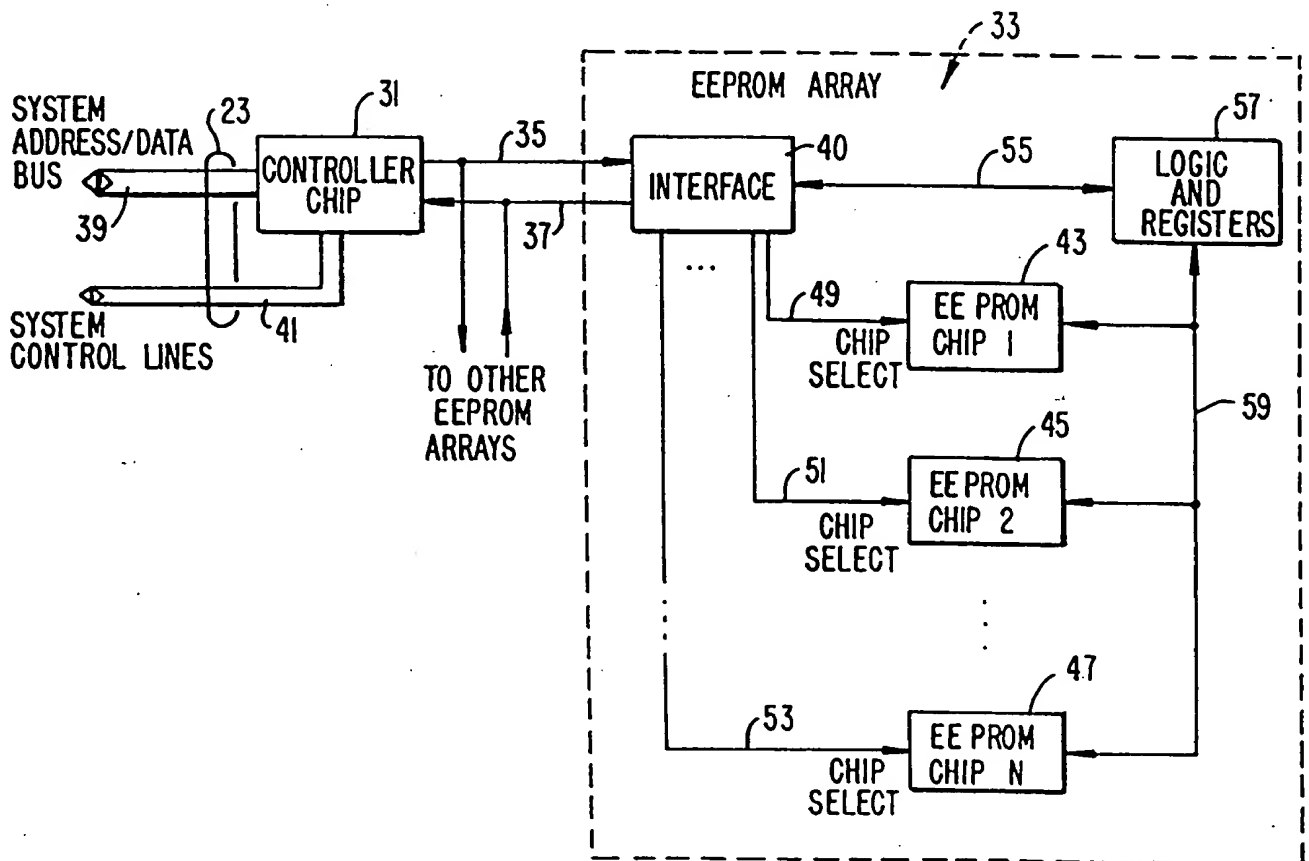 33
EEPROM ARRAY
SYSTEM
ADDRESS/DATA
BUS
23
31
CONTROLLER
CHIP
35
40
INTERFACE
55
57
LOGIC
AND
REGISTERS
39
37
...
43
49
EE PROM
CHIP 1
CHIP
SELECT
SYSTEM
CONTROL LINES
41
TO OTHER
EEPROM
ARRAYS
59
45
51
EE PROM
CHIP 2
CHIP
SELECT
47
53
EE PROM
CHIP N
CHIP
SELECT